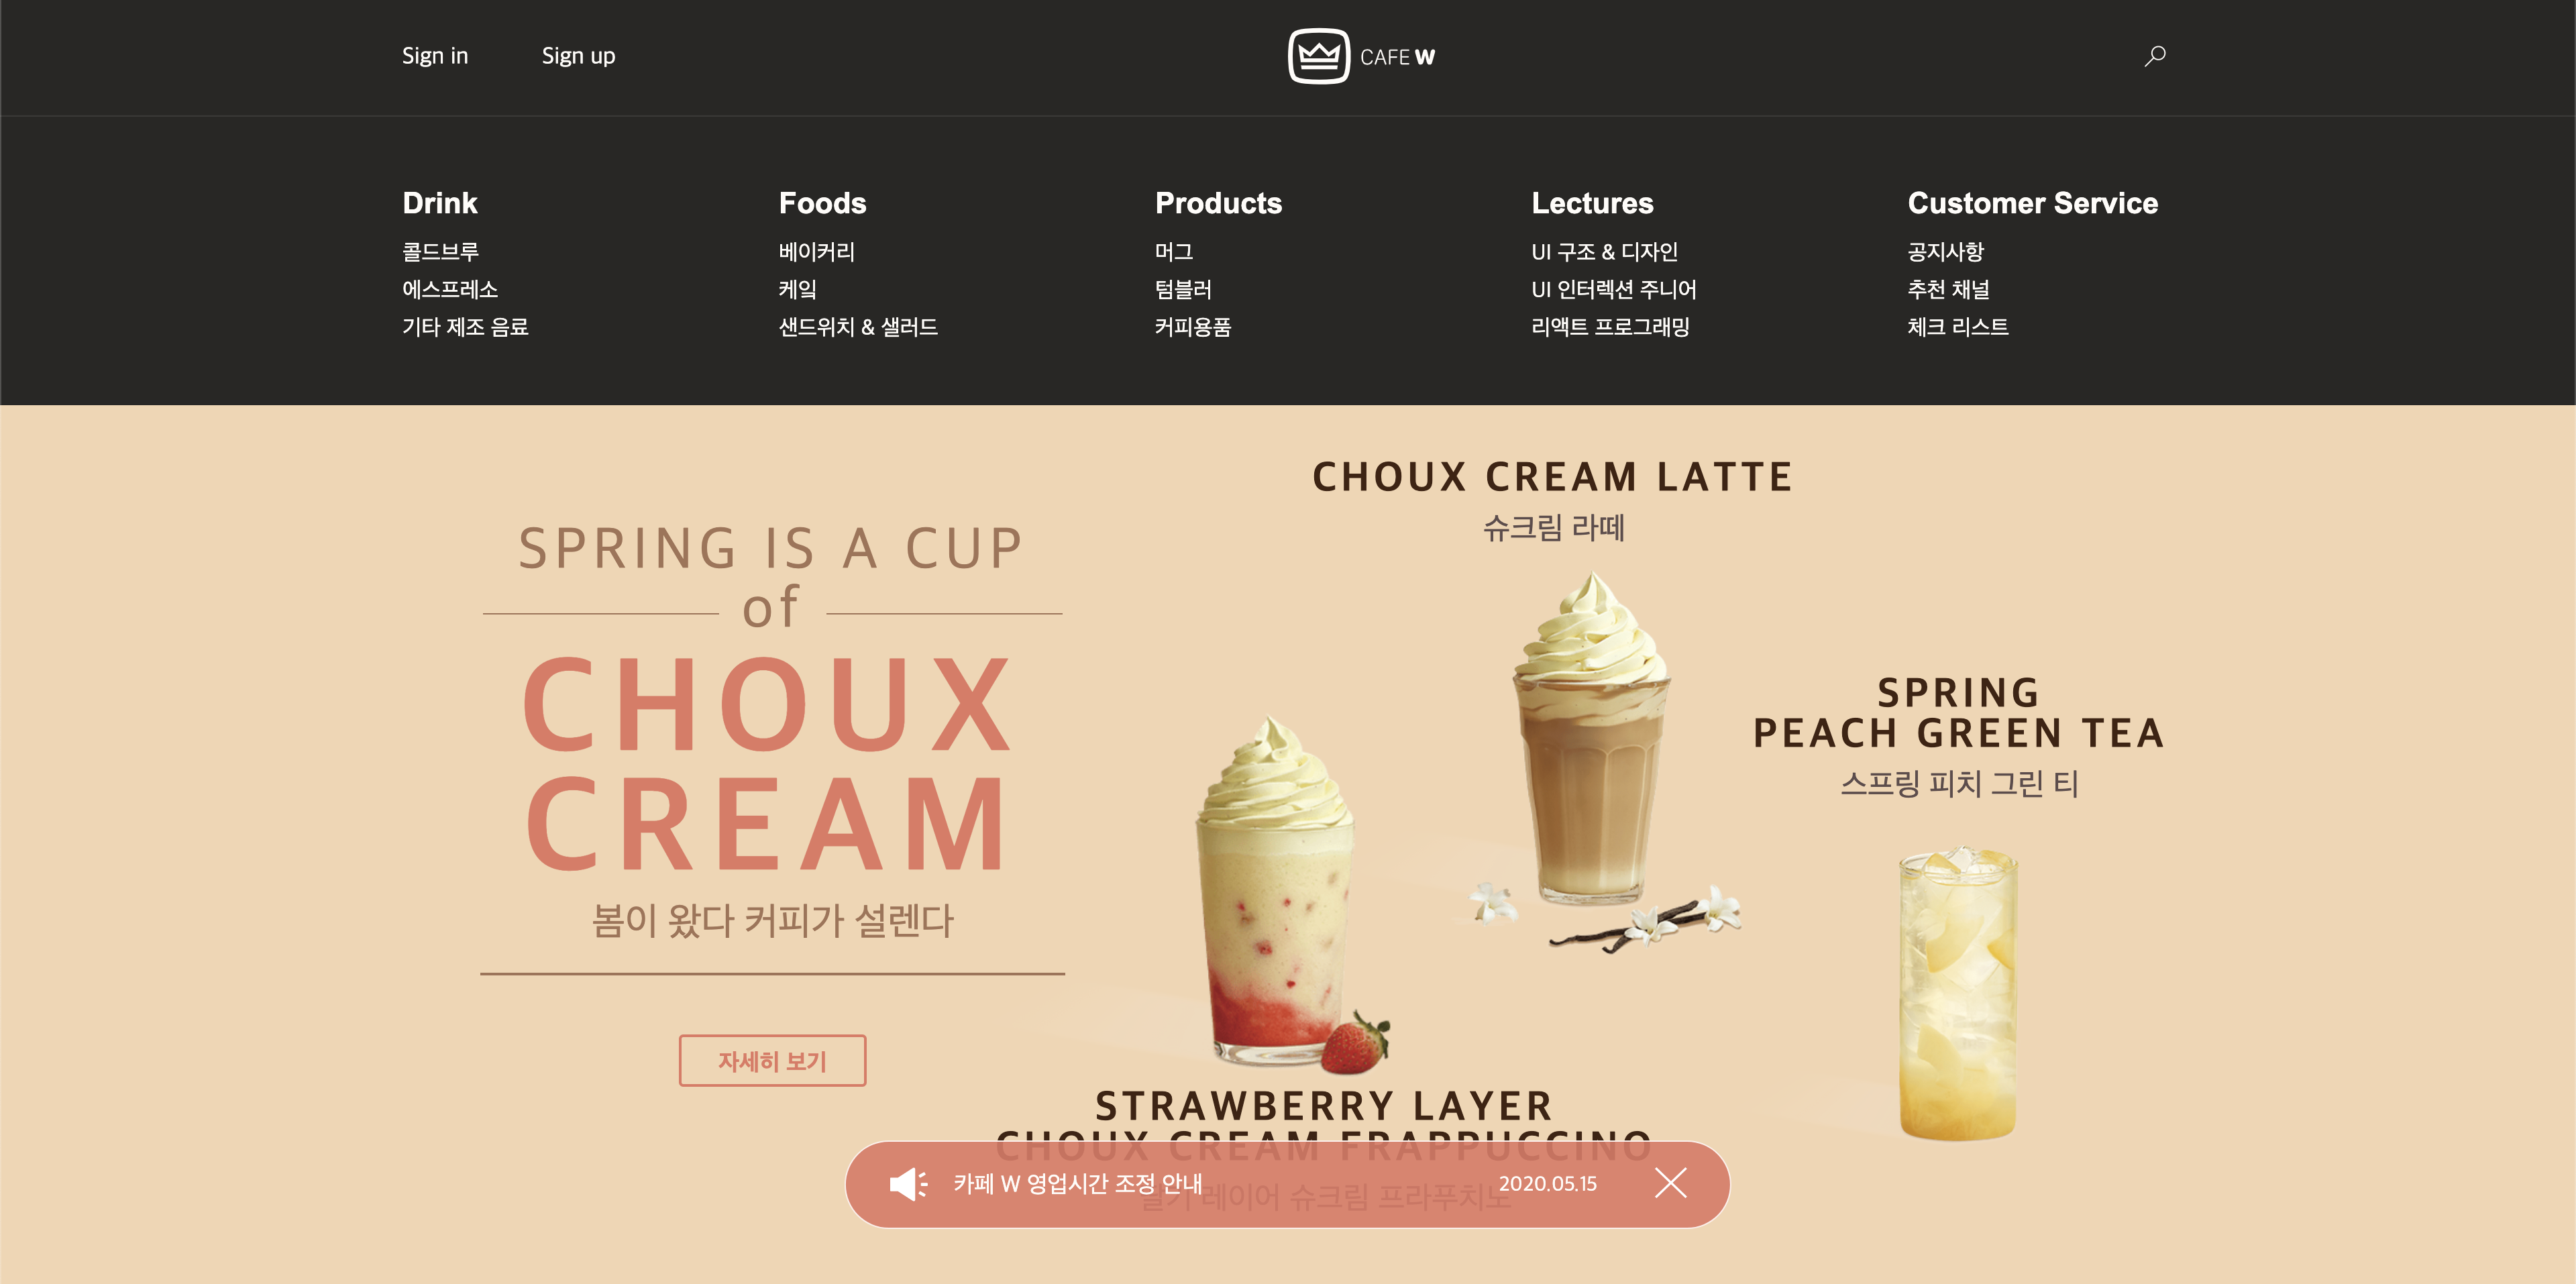 Sign in
Sign up
CAFE W
Drink
콜드브루
에스프레소
기타 제조 음료
Foods
베이커리
케잌
샌드위치 & 샐러드
Products
머그
텀블러
커피용품
Lectures
UI 구조 & 디자인
UI 인터렉션 주니어
리액트 프로그래밍
Customer Service
공지사항
추천 채널
체크 리스트
SPRING IS A CUP
of
CHOUX
CREAM
봄이 왔다 커피가 설렌다
자세히 보기
CHOUX CREAM LATTE
슈크림 라떼
SPRING
PEACH GREEN TEA
스프링 피치 그린 티
STRAWBERRY LAYER
CHOUX CREAM FRAPPUCCINO
딸기 레이어 슈크림 프라푸치노
카페 W 영업시간 조정 안내
2020.05.15